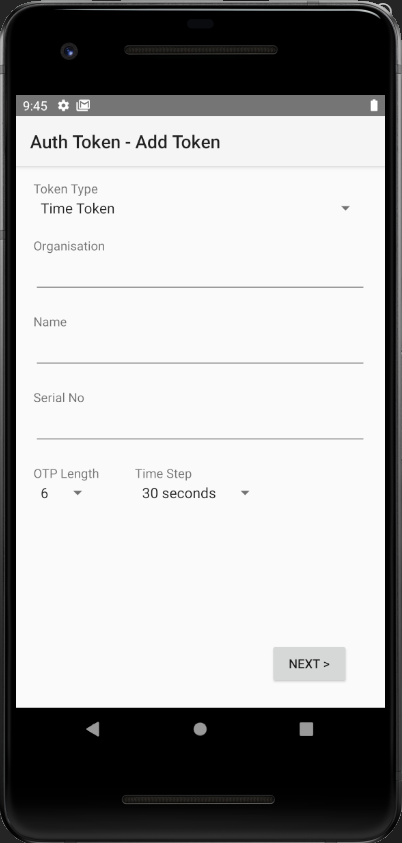 9:45
Auth Token - Add Token
Token Type
Time Token
Organisation
Name
Serial No
OTP Length Time Step
6 30 seconds
NEXT >